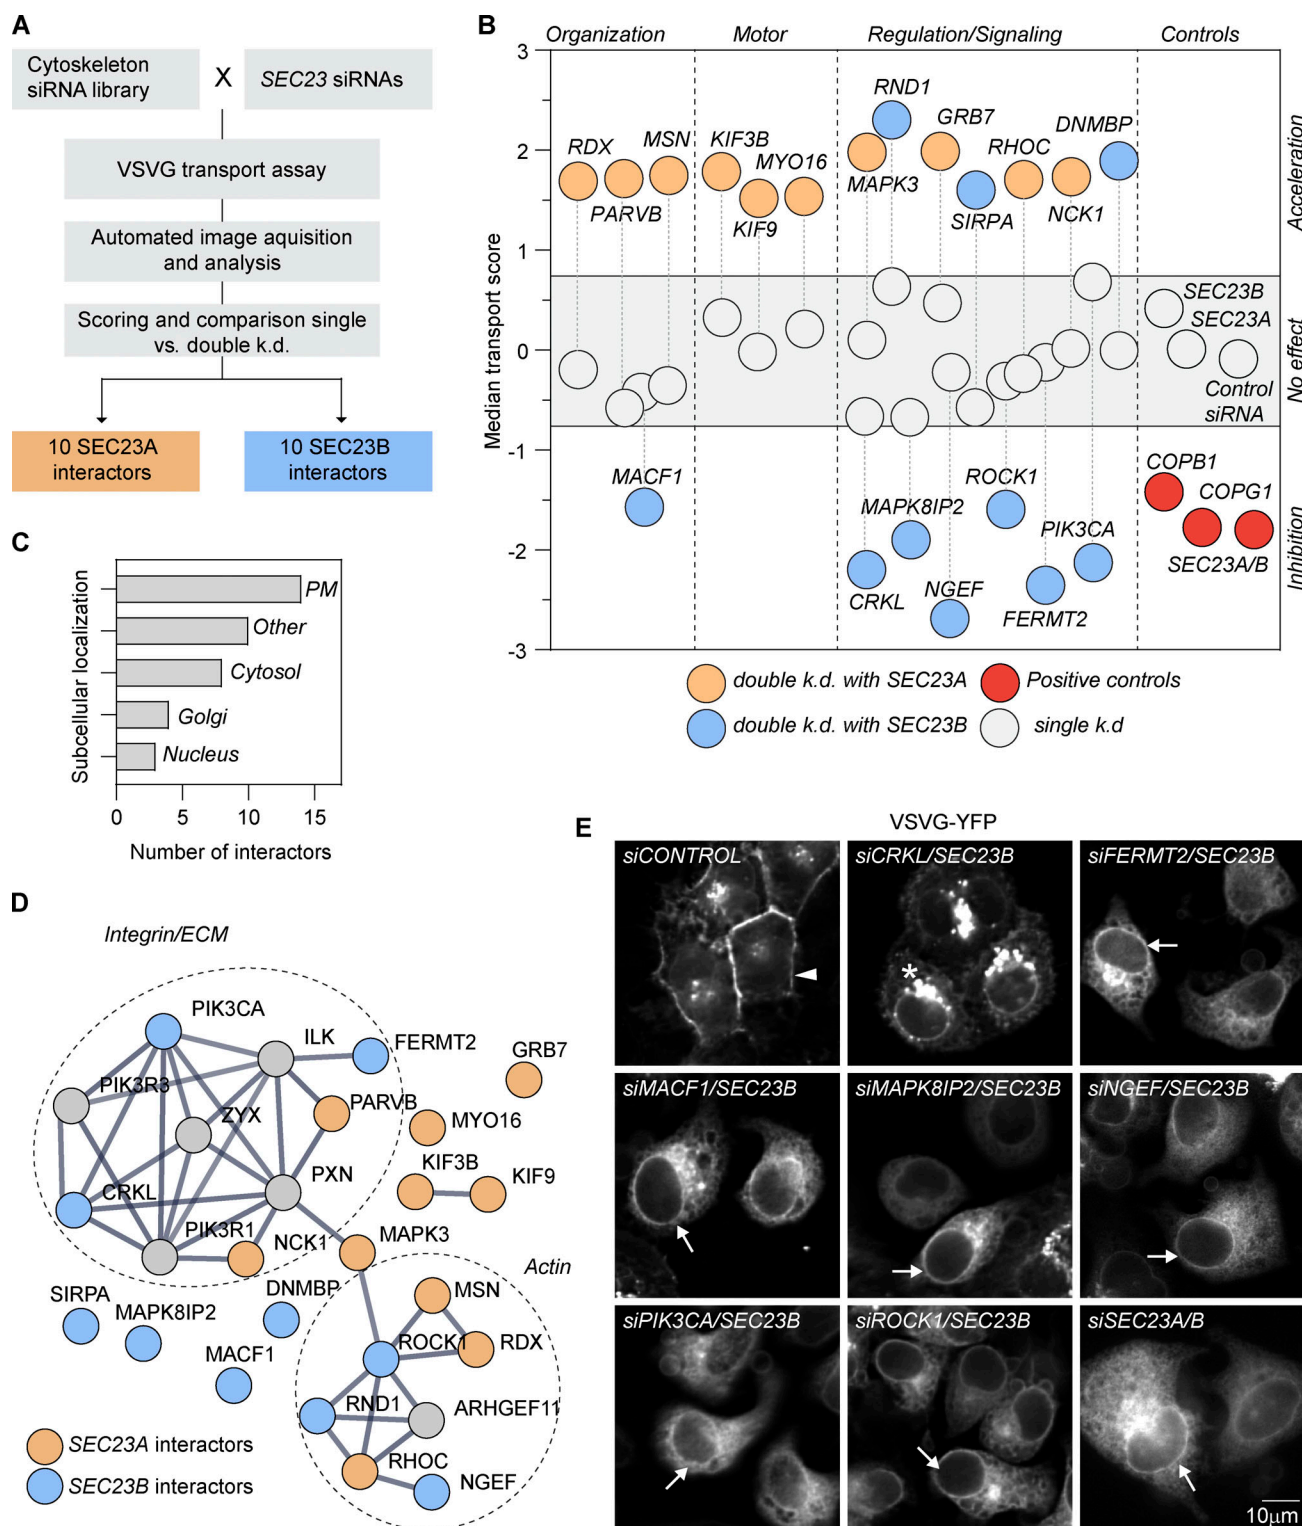 A
Cytoskeleton
siRNA library
X
SEC23 siRNAs
VSVG transport assay
Automated image aquisition
and analysis
Scoring and comparison single
vs. double k.d.
10 SEC23A
interactors
10 SEC23B
interactors
B
Organization
Motor
Regulation/Signaling
Controls
Median transport score
3
2
1
0
-1
-2
-3
Acceleration
No effect
Inhibition
RDX
PARVB
MSN
KIF3B
KIF9
MYO16
MAPK3
RND1
GRB7
SIRPA
RHOC
NCK1
DNMBP
SEC23B
SEC23A
Control
siRNA
MACF1
CRKL
MAPK8IP2
NGEF
ROCK1
FERMT2
PIK3CA
COPB1
COPG1
SEC23A/B
double k.d. with SEC23A
Positive controls
double k.d. with SEC23B
single k.d
C
Subcellular localization
PM
Other
Cytosol
Golgi
Nucleus
0
5
10
15
Number of interactors
D
Integrin/ECM
PIK3CA
ILK
FERMT2
GRB7
PIK3R3
ZYX
PARVB
MYO16
CRKL
PXN
KIF3B
KIF9
PIK3R1
NCK1
MAPK3
Actin
SIRPA
MAPK8IP2
DNMBP
MSN
MACF1
ROCK1
RDX
RND1
ARHGEF11
RHOC
NGEF
SEC23A interactors
SEC23B interactors
E
VSVG-YFP
siCONTROL
siCRKL/SEC23B
*
siFERMT2/SEC23B
siMACF1/SEC23B
siMAPK8IP2/SEC23B
siNGEF/SEC23B
siPIK3CA/SEC23B
siROCK1/SEC23B
siSEC23A/B
10µm